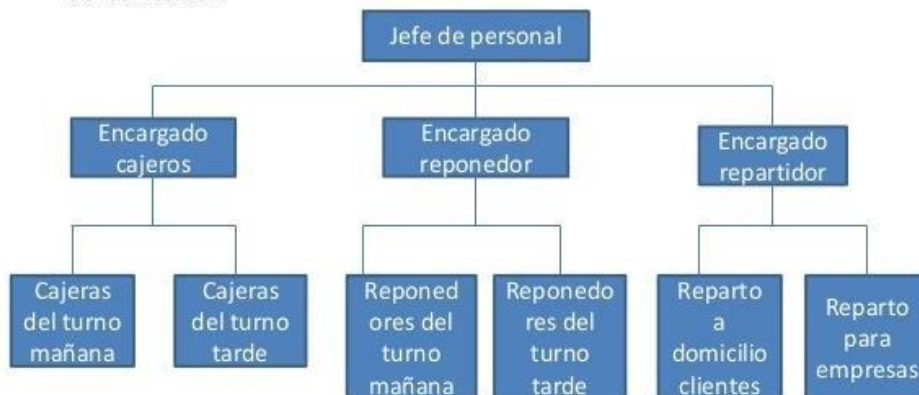 Jefe de personal
Encargado
cajeros
Encargado
reponedor
Encargado
repartidor
Cajeras
del turno
mañana
Cajeras
del turno
tarde
Reponed
ores del
turno
mañana
Reponedo
res del
turno
tarde
Reparto
a
domicilio
clientes
Reparto
para
empresas